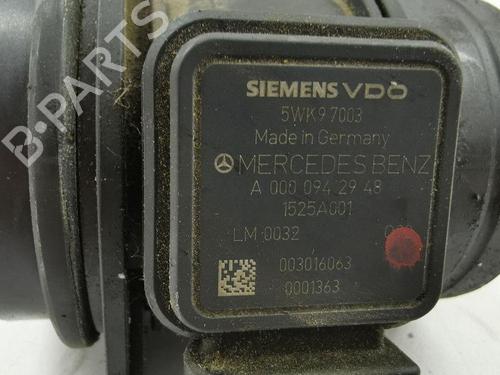 B-PARTS
SIEMENS VDO
5WK9 7003
Made in Germany
MERCEDES BENZ
A 000 094 29 48
1525A001
LM 0032
003016063
0001363